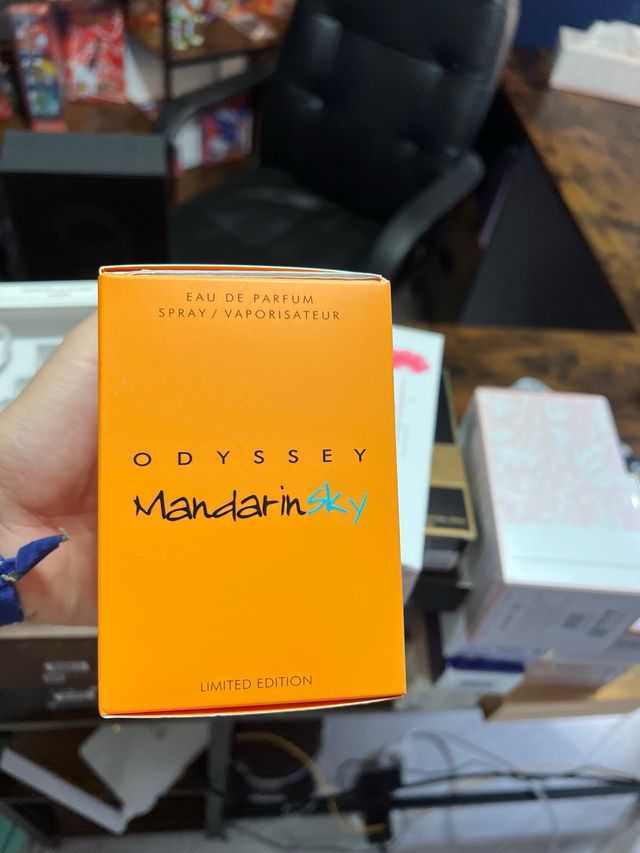 EAU DE PARFUM
SPRAY / VAPORISATEUR
ODYSSEY
MandarinSky
LIMITED EDITION